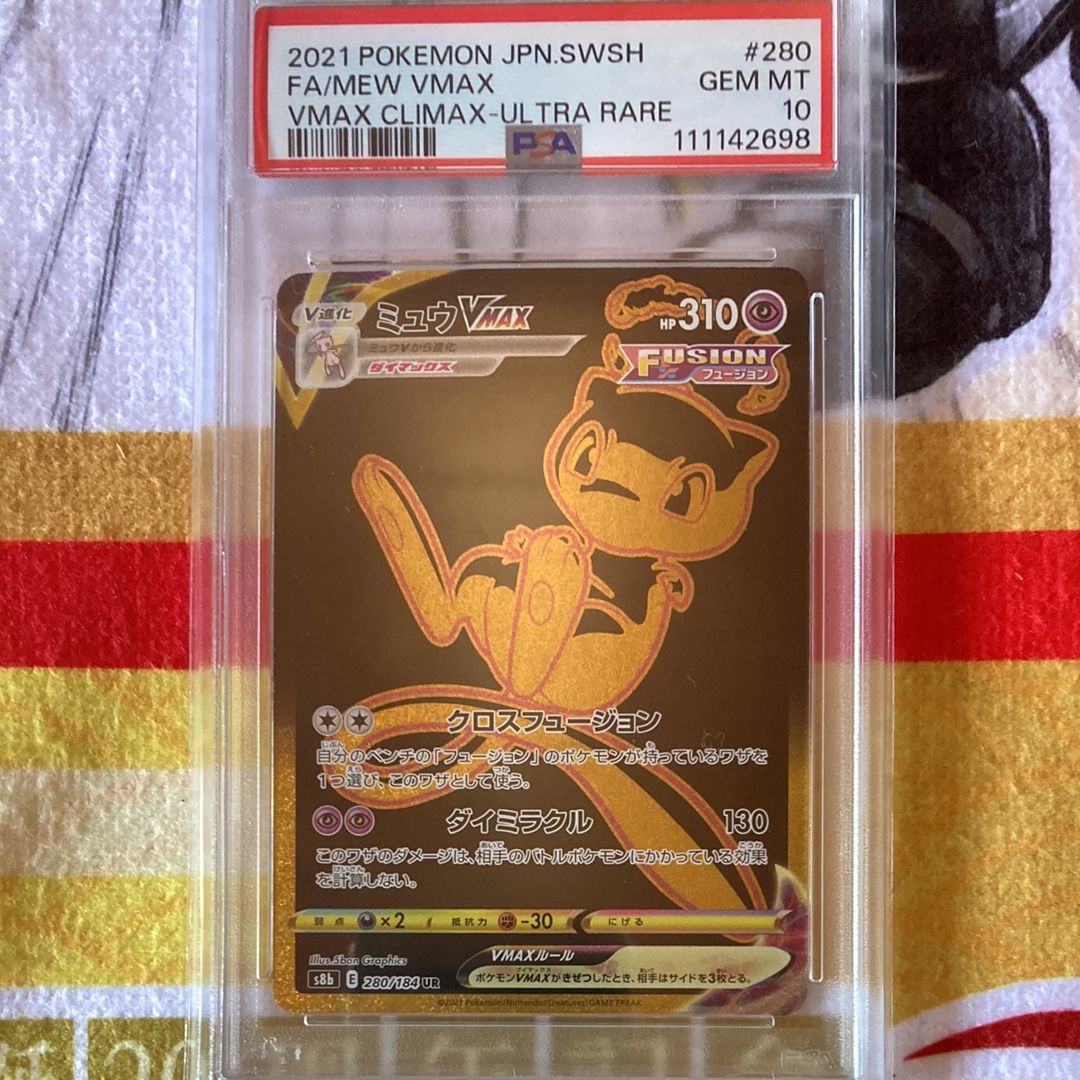 2021 POKEMON JPN.SWSH #280
FA/MEW VMAX GEM MT
VMAX CLIMAX-ULTRA RARE 10
PSA 111142698
V進化 ミュウVMAX HP310
ミュウVから進化
ダイマックス
FUSION
フュージョン
クロスフュージョン
自分のベンチの「フュージョン」のポケモンが持っているワザを
1つ選び、このワザとして使う。
ダイミラクル 130
このワザのダメージは、相手のバトルポケモンにかかっている効果
を計算しない。
弱点 ×2 抵抗力 -30 にげる
Illus.5ban Graphics
VMAXルール
ポケモンVMAXがきぜつしたとき、相手はサイドを3枚とる。
s8b E 280/184 UR
©2021 Pokémon/Nintendo/Creatures/GAME FREAK